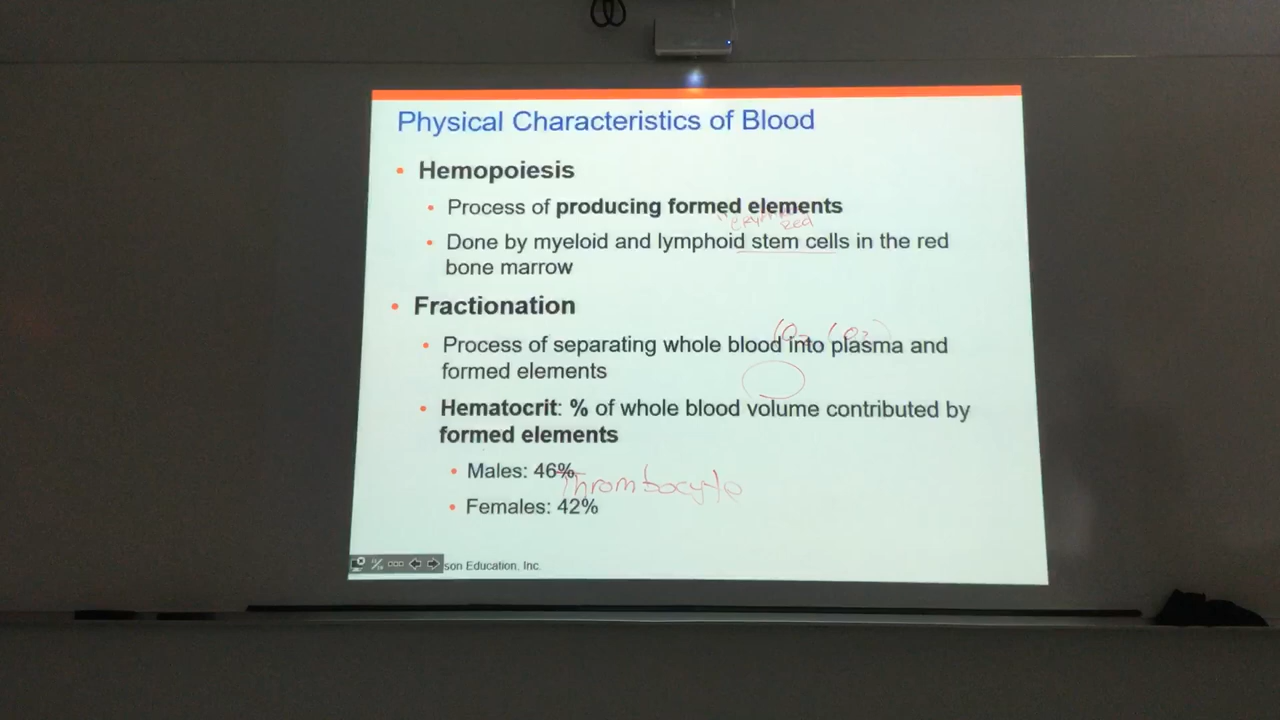 Physical Characteristics of Blood
• Hemopoiesis
• Process of producing formed elements
Red
• Done by myeloid and lymphoid stem cells in the red
bone marrow
• Fractionation
• Process of separating whole blood into plasma and
formed elements
• Hematocrit: % of whole blood volume contributed by
formed elements
• Males: 46%
Thrombocyte
• Females: 42%
son Education, Inc.